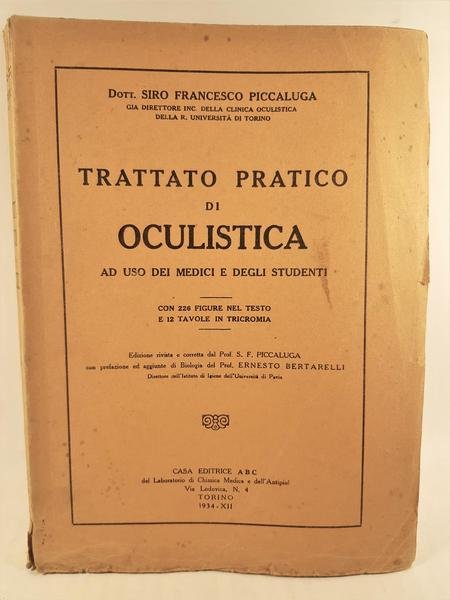 Dott. SIRO FRANCESCO PICCALUGA
GIA DIRETTORE INC. DELLA CLINICA OCULISTICA
DELLA R. UNIVERSITÀ DI TORINO
TRATTATO PRATICO
DI
OCULISTICA
AD USO DEI MEDICI E DEGLI STUDENTI
CON 226 FIGURE NEL TESTO
E 12 TAVOLE IN TRICROMIA
Edizione rivista e corretta dal Prof. S. F. PICCALUGA
con prefazione ed aggiunte di Biologia del Prof. ERNESTO BERTARELLI
Direttore nell'Istituto di Igiene dell'Università di Pavia
CASA EDITRICE ABC
del Laboratorio di Chimica Medica e dell'Antipiol
Via Lodovica, N. 4
TORINO
1934-XII